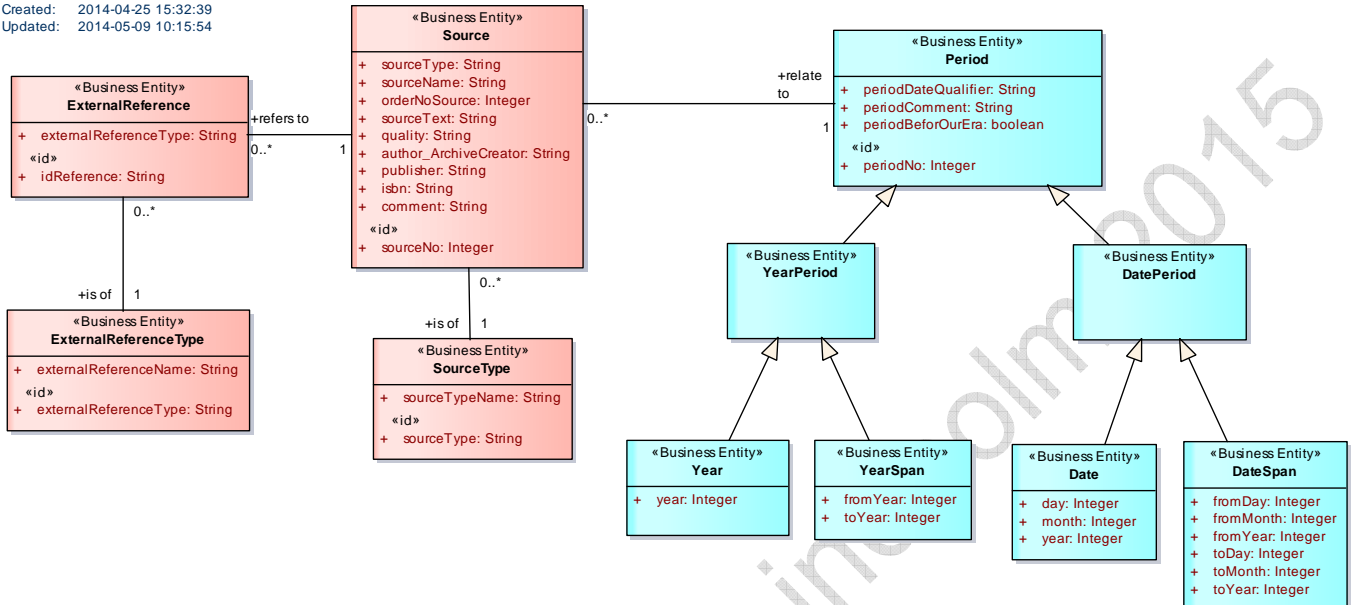 Created: 2014-04-25 15:32:39
Updated: 2014-05-09 10:15:54
«Business Entity»
ExternalReference
+ externalReferenceType: String
«id»
+ idReference: String
+refers to
0..*
1
«Business Entity»
Source
+ sourceType: String
+ sourceName: String
+ orderNoSource: Integer
+ sourceText: String
+ quality: String
+ author_ArchiveCreator: String
+ publisher: String
+ isbn: String
+ comment: String
«id»
+ sourceNo: Integer
0..*
+relate
to
1
«Business Entity»
Period
+ periodDateQualifier: String
+ periodComment: String
+ periodBeforOurEra: boolean
«id»
+ periodNo: Integer
0..*
+is of 1
«Business Entity»
ExternalReferenceType
+ externalReferenceName: String
«id»
+ externalReferenceType: String
0..*
+is of 1
«Business Entity»
SourceType
+ sourceTypeName: String
«id»
+ sourceType: String
«Business Entity»
YearPeriod
«Business Entity»
DatePeriod
«Business Entity»
Year
+ year: Integer
«Business Entity»
YearSpan
+ fromYear: Integer
+ toYear: Integer
«Business Entity»
Date
+ day: Integer
+ month: Integer
+ year: Integer
«Business Entity»
DateSpan
+ fromDay: Integer
+ fromMonth: Integer
+ fromYear: Integer
+ toDay: Integer
+ toMonth: Integer
+ toYear: Integer
2015